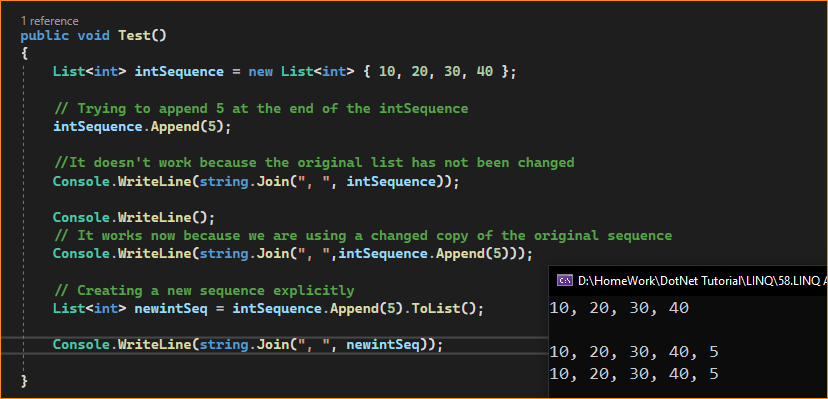 1 reference
public void Test()
{
List<int> intSequence = new List<int> { 10, 20, 30, 40 };
// Trying to append 5 at the end of the intSequence
intSequence.Append(5);
//It doesn't work because the original list has not been changed
Console.WriteLine(string.Join(", ", intSequence));
Console.WriteLine();
// It works now because we are using a changed copy of the original sequence
Console.WriteLine(string.Join(", ",intSequence.Append(5)));
// Creating a new sequence explicitly
List<int> newintSeq = intSequence.Append(5).ToList();
Console.WriteLine(string.Join(", ", newintSeq));
}
D:\HomeWork\DotNet Tutorial\LINQ\58.LINQ A
10, 20, 30, 40
10, 20, 30, 40, 5
10, 20, 30, 40, 5